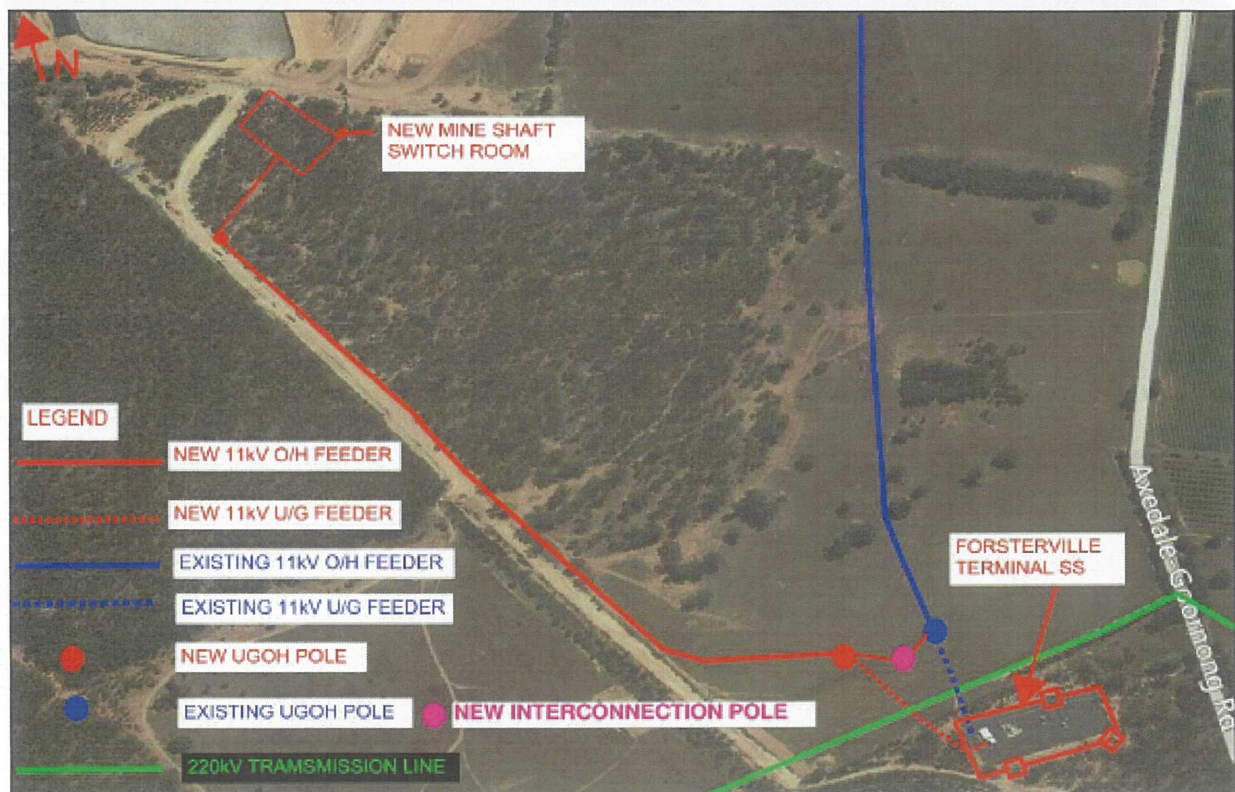 N
NEW MINE SHAFT
SWITCH ROOM
LEGEND
NEW 11kV O/H FEEDER
NEW 11kV U/G FEEDER
EXISTING 11kV O/H FEEDER
EXISTING 11kV U/G FEEDER
NEW UGOH POLE
EXISTING UGOH POLE
NEW INTERCONNECTION POLE
220kV TRAMSMISSION LINE
FORSTERVILLE
TERMINAL SS
Axedale-Goornong Rd